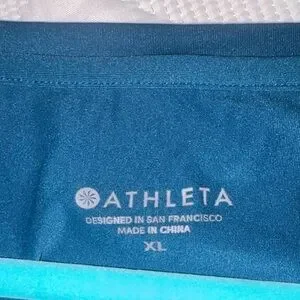 ATHLETA
DESIGNED IN SAN FRANCISCO
MADE IN CHINA
XL